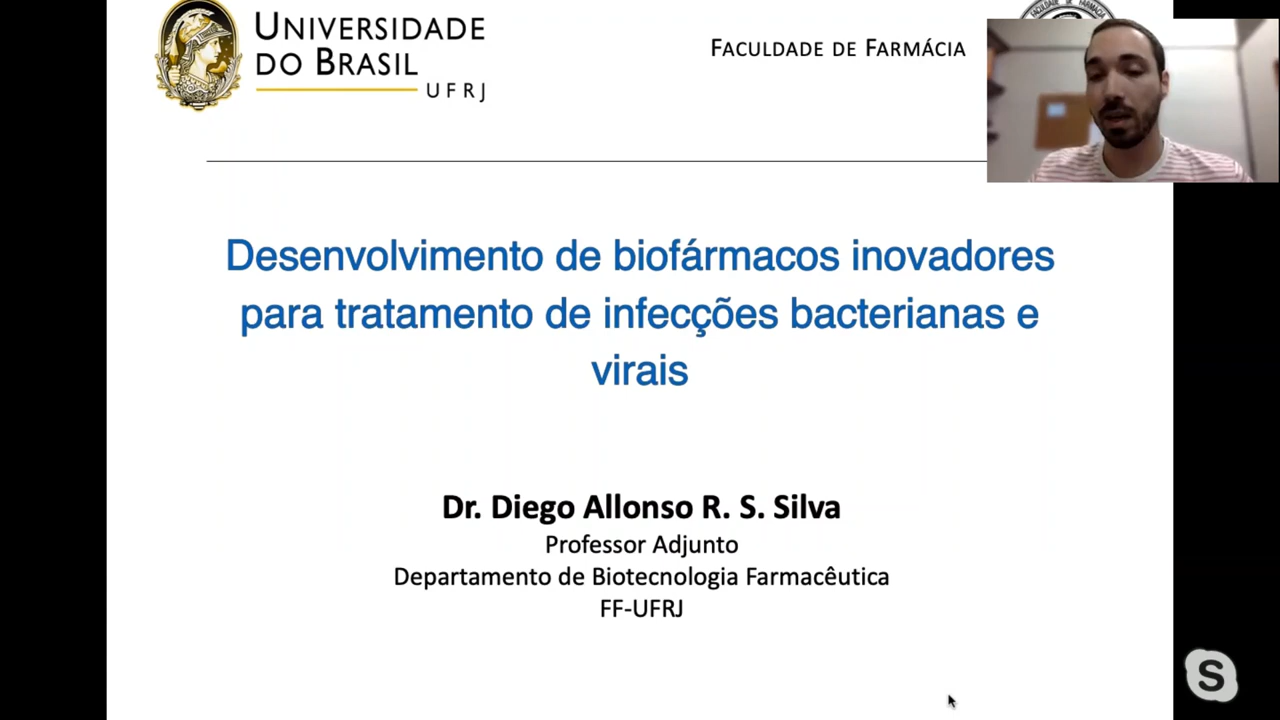 UNIVERSIDADE
DO BRASIL
UFRJ
FACULDADE DE FARMÁCIA
Desenvolvimento de biofármacos inovadores
para tratamento de infecções bacterianas e
virais
Dr. Diego Allonso R. S. Silva
Professor Adjunto
Departamento de Biotecnologia Farmacêutica
FF-UFRJ
S